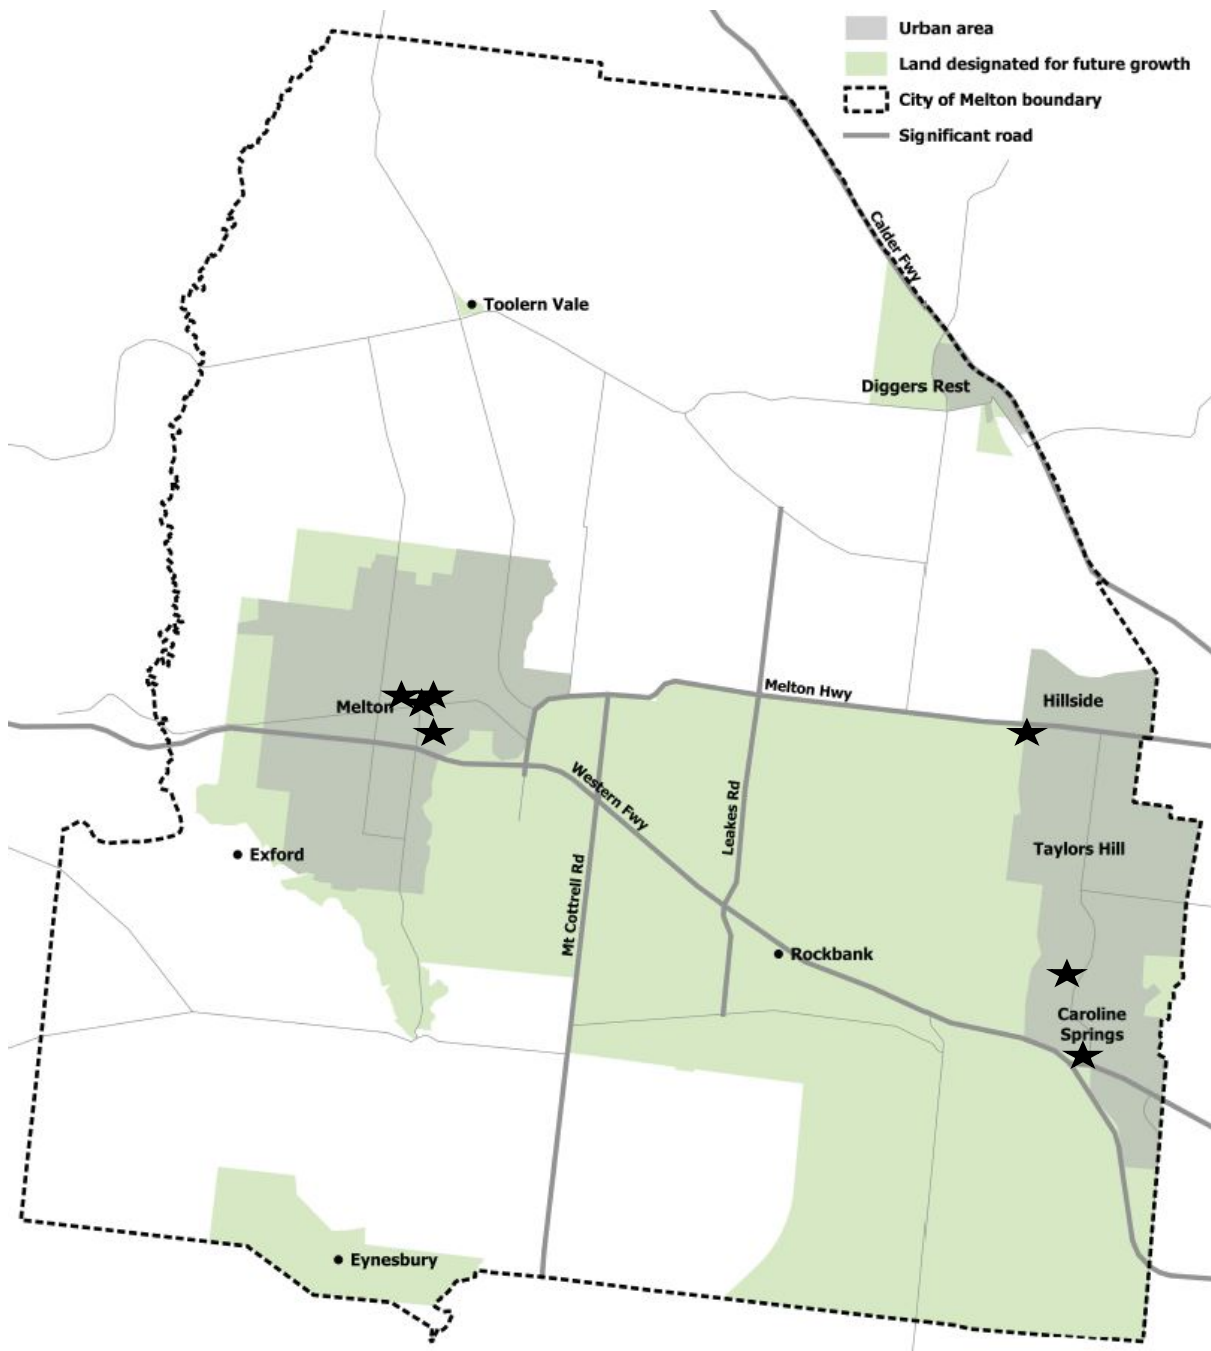 Urban area
Land designated for future growth
City of Melton boundary
Significant road
Calder Fwy
Toolern Vale
Diggers Rest
Melton Hwy
Hillside
Melton
Western Fwy
Leakes Rd
Taylors Hill
Exford
Mt Cottrell Rd
Rockbank
Caroline
Springs
Eynesbury